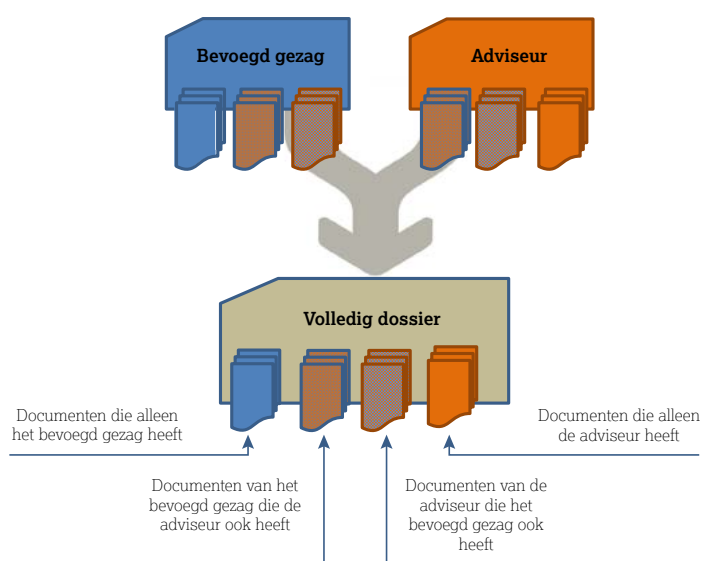 Bevoegd gezag
Adviseur
Volledig dossier
Documenten die alleen
het bevoegd gezag heeft
Documenten die alleen
de adviseur heeft
Documenten van het
bevoegd gezag die de
adviseur ook heeft
Documenten van de
adviseur die het
bevoegd gezag ook
heeft